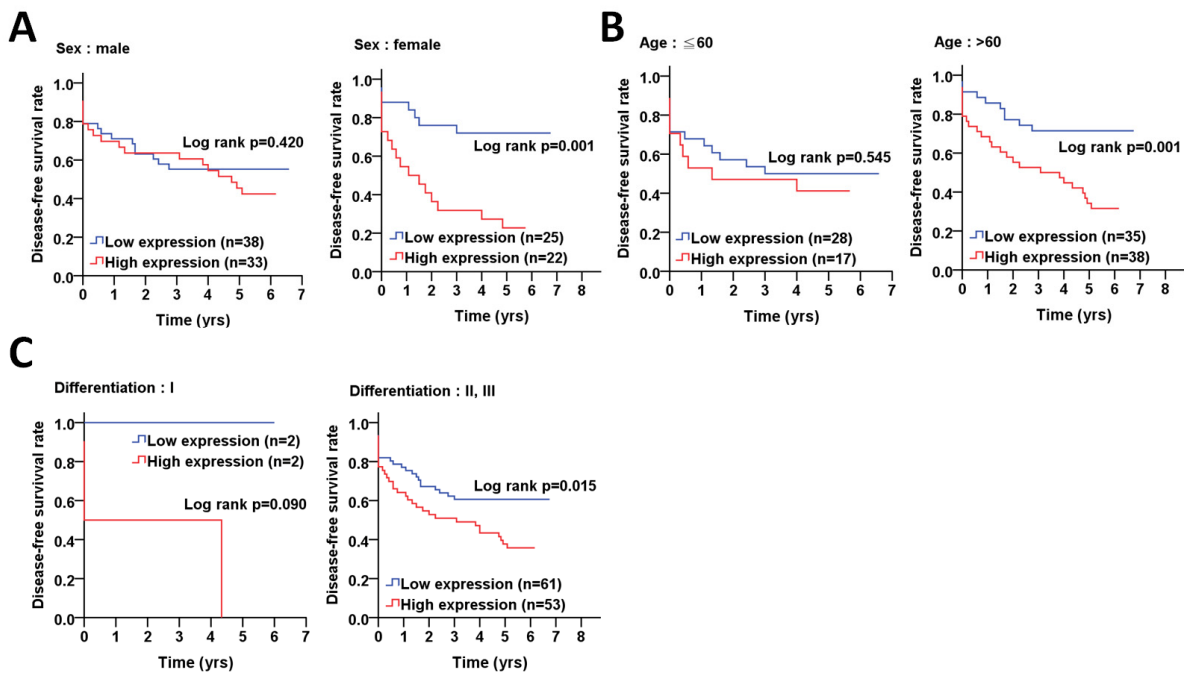 A
Sex : male
Disease-free survival rate
1.0
0.8
0.6
0.4
0.2
0.0
Log rank p=0.420
Low expression (n=38)
High expression (n=33)
0 1 2 3 4 5 6 7
Time (yrs)
Sex : female
Disease-free survival rate
1.0
0.8
0.6
0.4
0.2
0.0
Log rank p=0.001
Low expression (n=25)
High expression (n=22)
0 1 2 3 4 5 6 7 8
Time (yrs)
B
Age : ≦60
Disease-free survival rate
1.0
0.8
0.6
0.4
0.2
0.0
Log rank p=0.545
Low expression (n=28)
High expression (n=17)
0 1 2 3 4 5 6 7
Time (yrs)
Age : >60
Disease-free survival rate
1.0
0.8
0.6
0.4
0.2
0.0
Log rank p=0.001
Low expression (n=35)
High expression (n=38)
0 1 2 3 4 5 6 7 8
Time (yrs)
C
Differentiation : I
Disease-free survival rate
1.0
0.8
0.6
0.4
0.2
0.0
Low expression (n=2)
High expression (n=2)
Log rank p=0.090
0 1 2 3 4 5 6 7
Time (yrs)
Differentiation : II, III
Disease-free survival rate
1.0
0.8
0.6
0.4
0.2
0.0
Log rank p=0.015
Low expression (n=61)
High expression (n=53)
0 1 2 3 4 5 6 7 8
Time (yrs)